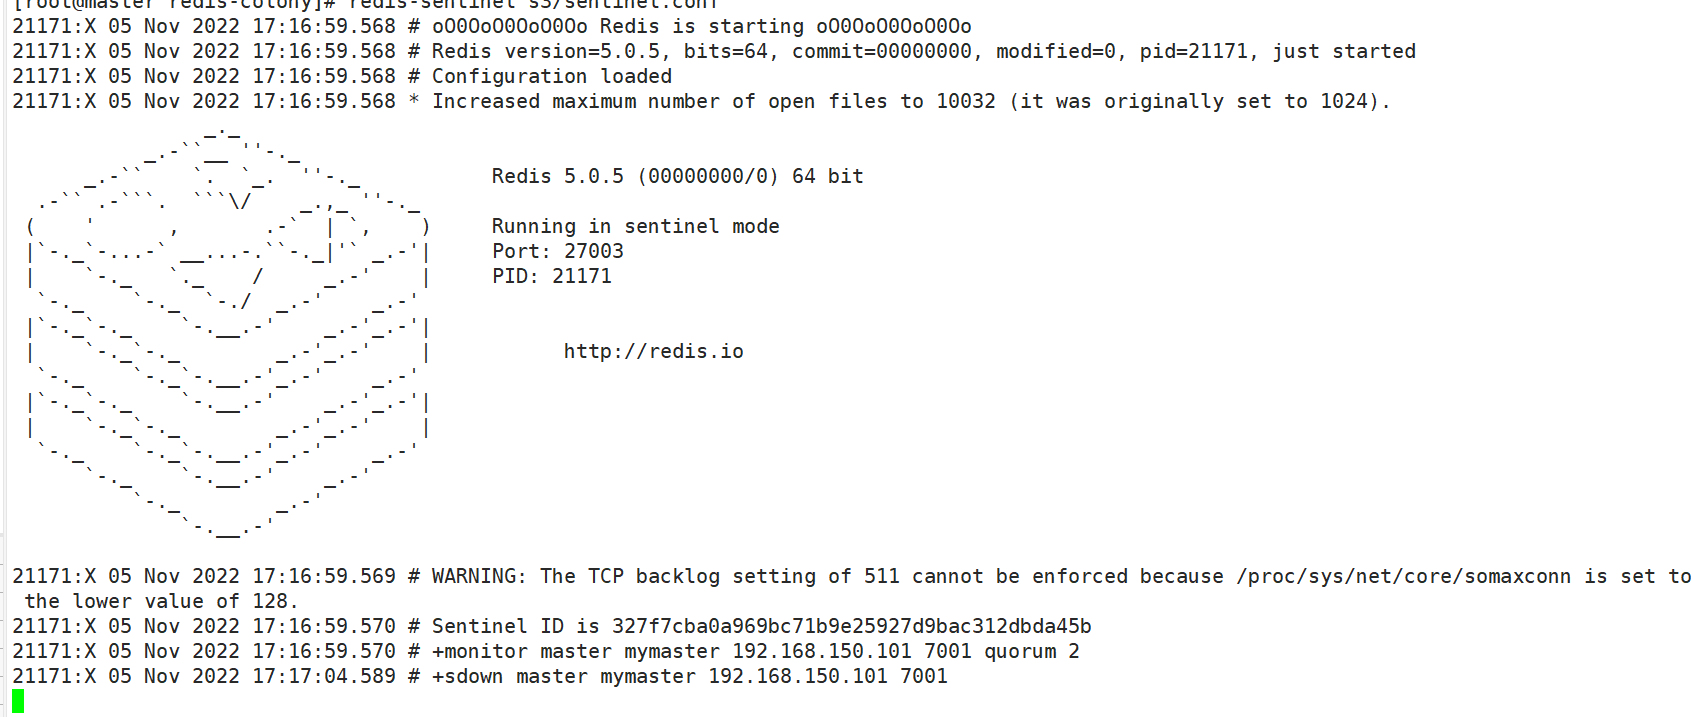 [root@master redis-colony]# redis-sentinel s3/sentinel.conf
21171:X 05 Nov 2022 17:16:59.568 # oO0OoO0OoO0Oo Redis is starting oO0OoO0OoO0Oo
21171:X 05 Nov 2022 17:16:59.568 # Redis version=5.0.5, bits=64, commit=00000000, modified=0, pid=21171, just started
21171:X 05 Nov 2022 17:16:59.568 # Configuration loaded
21171:X 05 Nov 2022 17:16:59.568 * Increased maximum number of open files to 10032 (it was originally set to 1024).
Redis 5.0.5 (00000000/0) 64 bit
Running in sentinel mode
Port: 27003
PID: 21171
http://redis.io
21171:X 05 Nov 2022 17:16:59.569 # WARNING: The TCP backlog setting of 511 cannot be enforced because /proc/sys/net/core/somaxconn is set to
the lower value of 128.
21171:X 05 Nov 2022 17:16:59.570 # Sentinel ID is 327f7cba0a969bc71b9e25927d9bac312dbda45b
21171:X 05 Nov 2022 17:16:59.570 # +monitor master mymaster 192.168.150.101 7001 quorum 2
21171:X 05 Nov 2022 17:17:04.589 # +sdown master mymaster 192.168.150.101 7001